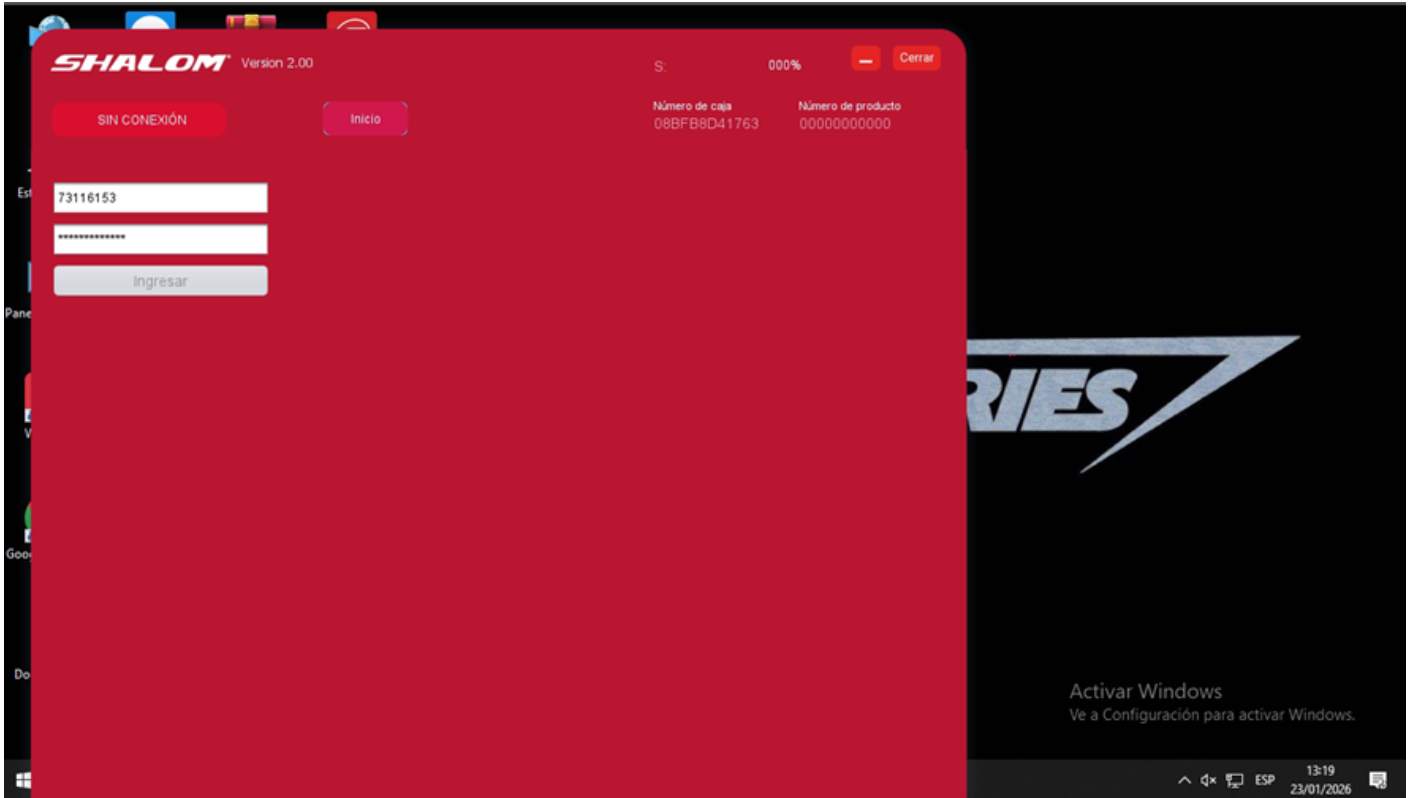 SHALOM Version 2.00
S: 000% Cerrar
SIN CONEXIÓN Inicio
Número de caja Número de producto
08BFB8D41763 00000000000
73116153
*************
Ingresar
RIES
Activar Windows
Ve a Configuración para activar Windows.
ESP
13:19
23/01/2026